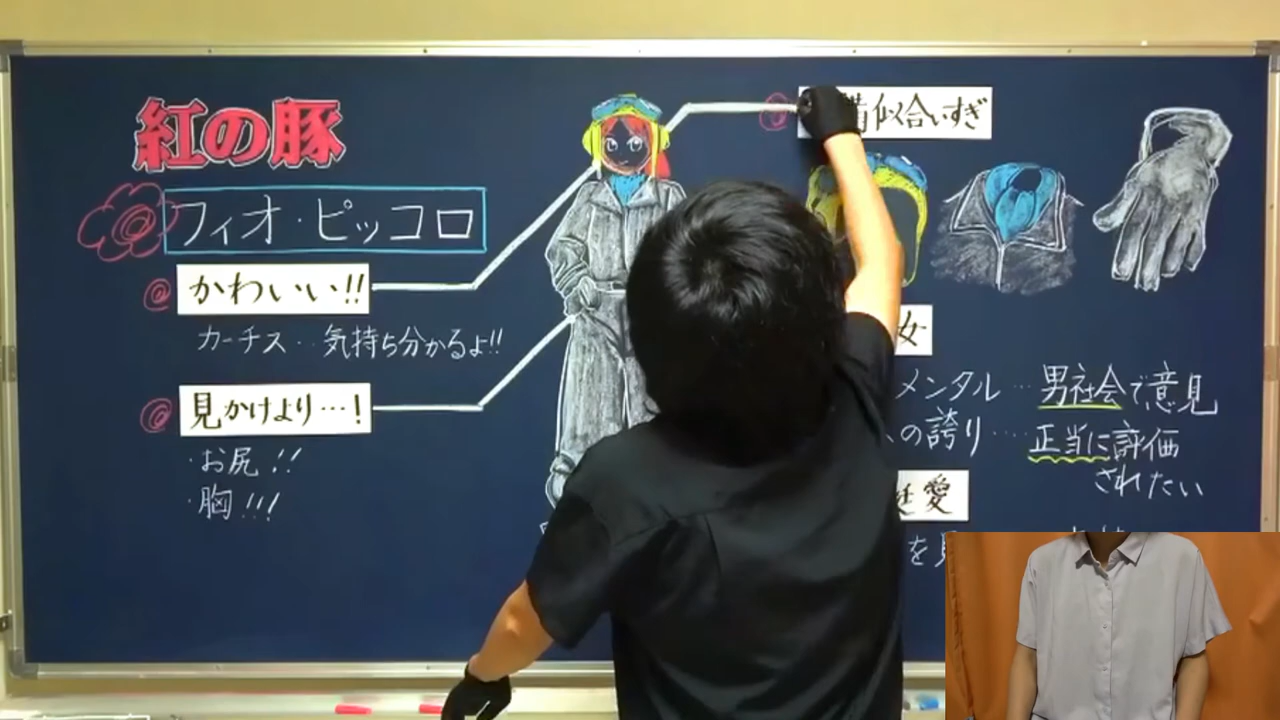 紅の豚
フィオ・ピッコロ
かわいい!!
カーチス‥気持ち分かるよ!!
見かけより…!
・お尻!!
・胸!!!
備似合いすぎ
女
メンタル…男社会で意見
の誇り…正当に評価
されたい
愛
を